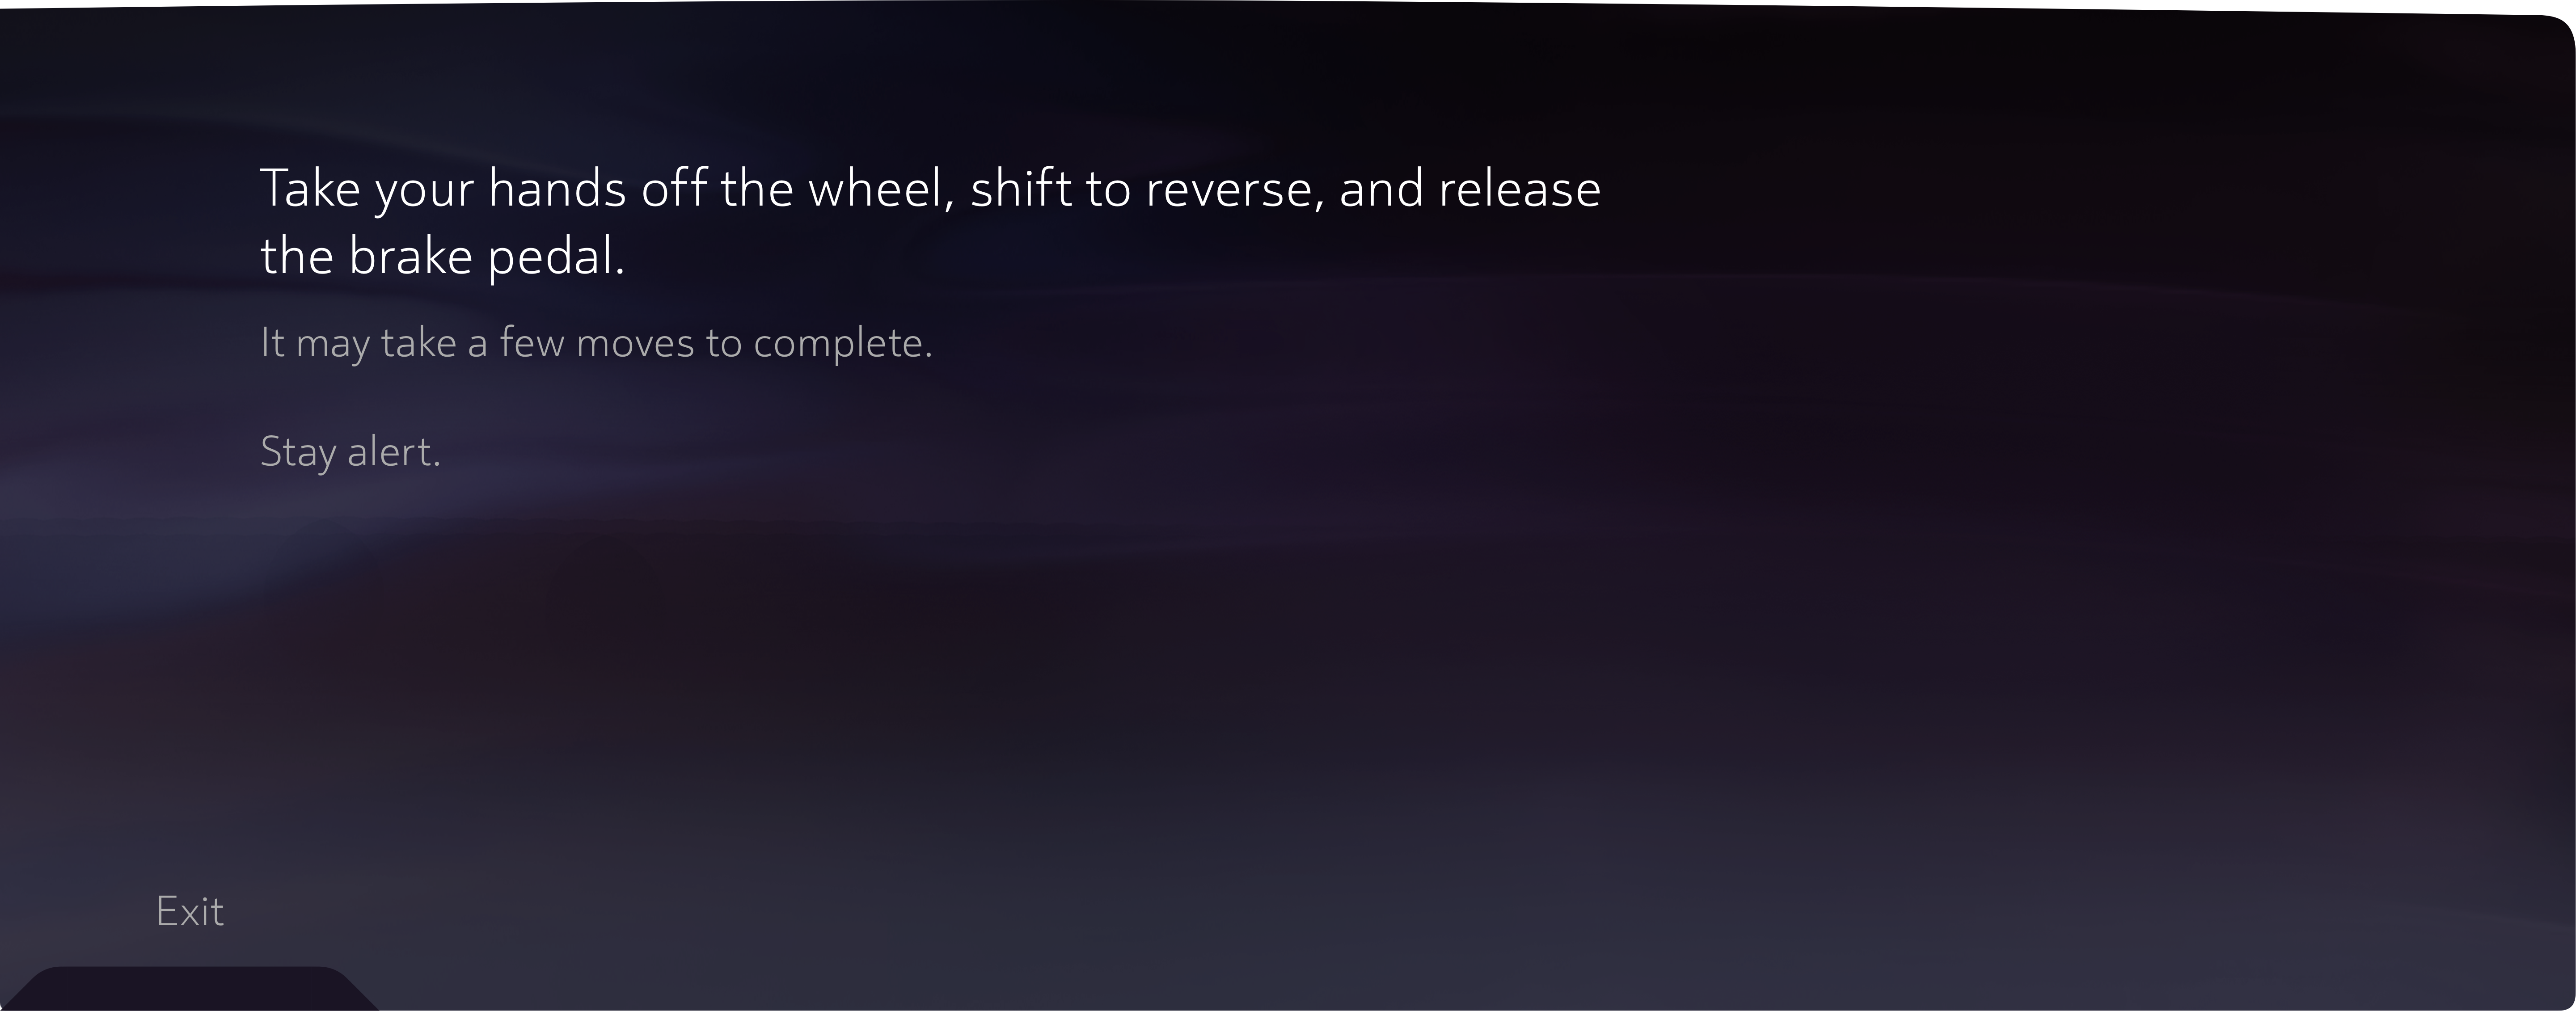 Take your hands off the wheel, shift to reverse, and release
the brake pedal.
It may take a few moves to complete.
Stay alert.
Exit